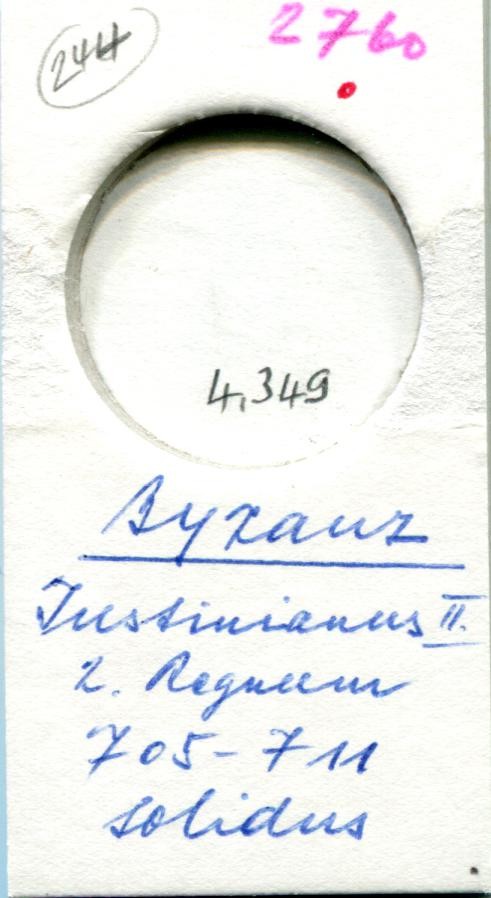 244
2760
4,349
Byzanz
Justinianus II.
2. Regnum
705-711
Solidus